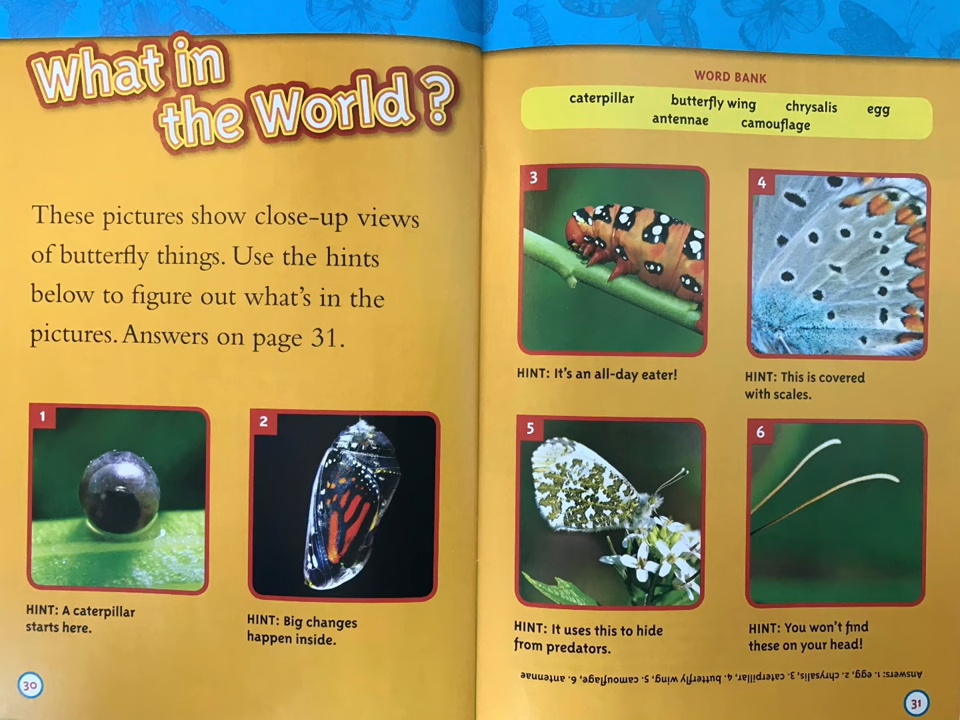 What in
the World?
These pictures show close-up views
of butterfly things. Use the hints
below to figure out what's in the
pictures. Answers on page 31.
1
HINT: A caterpillar
starts here.
2
HINT: Big changes
happen inside.
30
WORD BANK
caterpillar butterfly wing chrysalis egg
antennae camouflage
3
HINT: It's an all-day eater!
4
HINT: This is covered
with scales.
5
HINT: It uses this to hide
from predators.
6
HINT: You won't find
these on your head!
Answers: 1. egg, 2. chrysalis, 3. caterpillar, 4. butterfly wing, 5. camouflage, 6. antennae
31